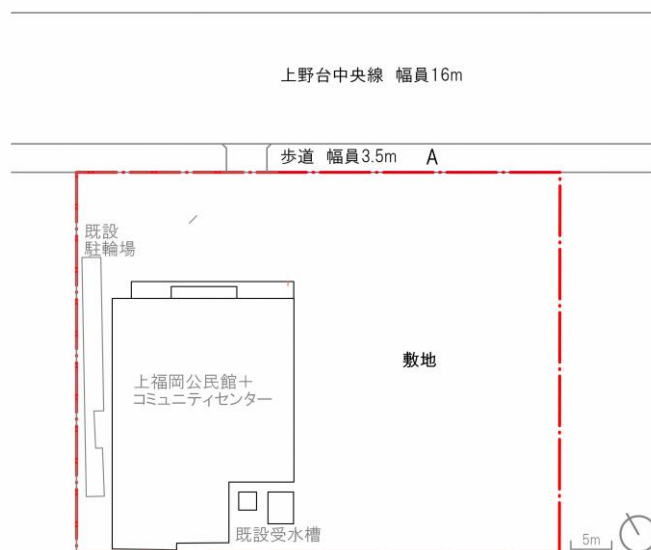 上野台中央線 幅員16m
歩道 幅員3.5m A
既設
駐輪場
敷地
上福岡公民館＋
コミュニティセンター
既設受水槽
5m